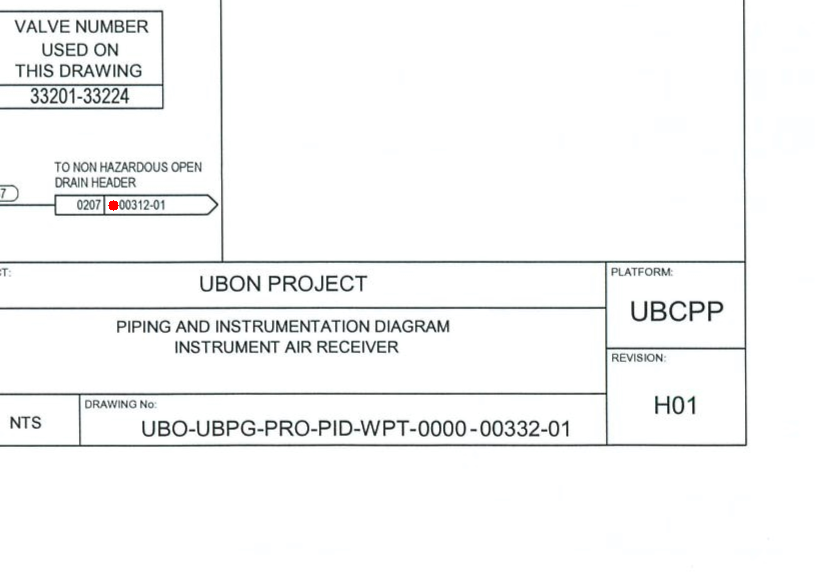 VALVE NUMBER
USED ON
THIS DRAWING
33201-33224
TO NON HAZARDOUS OPEN
DRAIN HEADER
7
0207 00312-01
T:
UBON PROJECT
PLATFORM:
UBCPP
PIPING AND INSTRUMENTATION DIAGRAM
INSTRUMENT AIR RECEIVER
REVISION:
H01
NTS
DRAWING No:
UBO-UBPG-PRO-PID-WPT-0000-00332-01